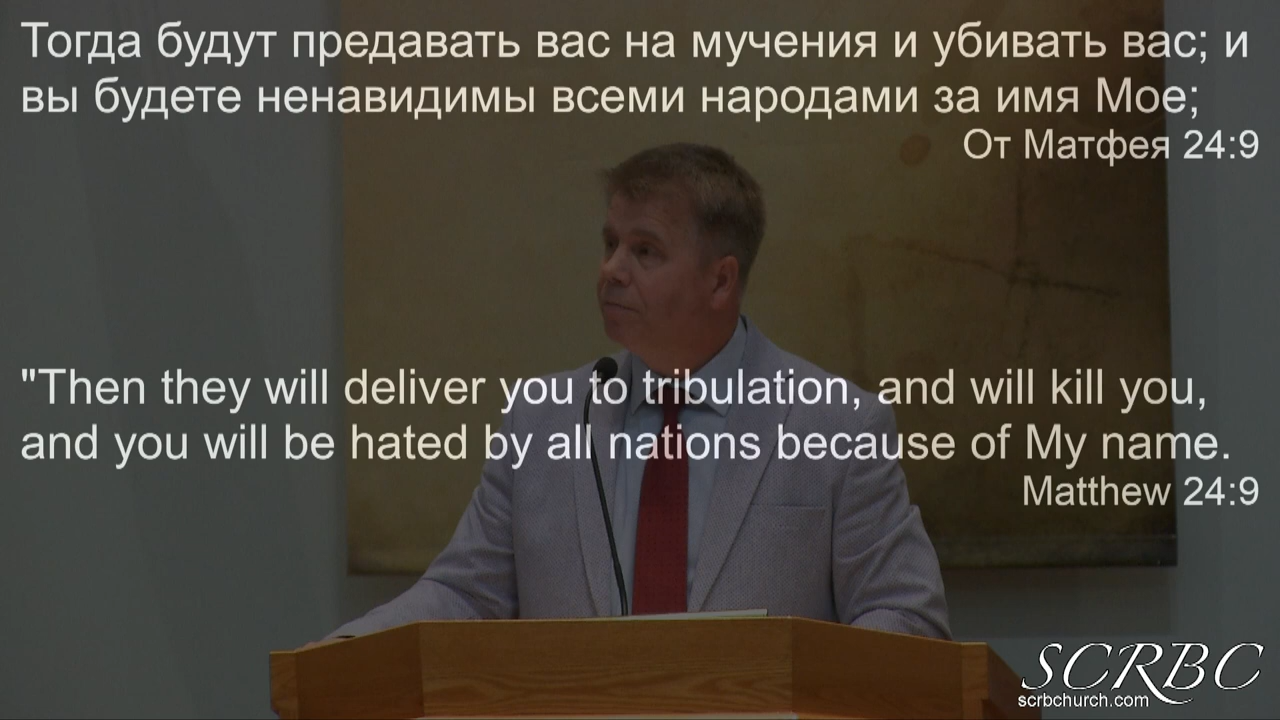 Тогда будут предавать вас на мучения и убивать вас; и
вы будете ненавидимы всеми народами за имя Мое;
От Матфея 24:9
"Then they will deliver you to tribulation, and will kill you,
and you will be hated by all nations because of My name.
Matthew 24:9
SCRBC
scrbchurch.com